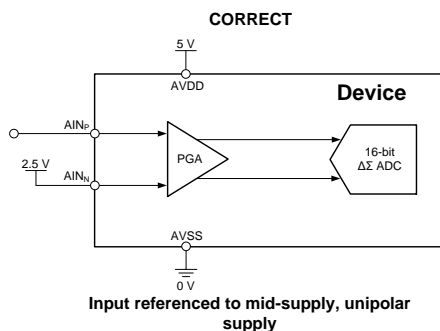 CORRECT
5 V
AVDD
Device
AINP
PGA
2.5 V
AINN
16-bit
ΔΣ ADC
AVSS
0 V
Input referenced to mid-supply, unipolar
supply